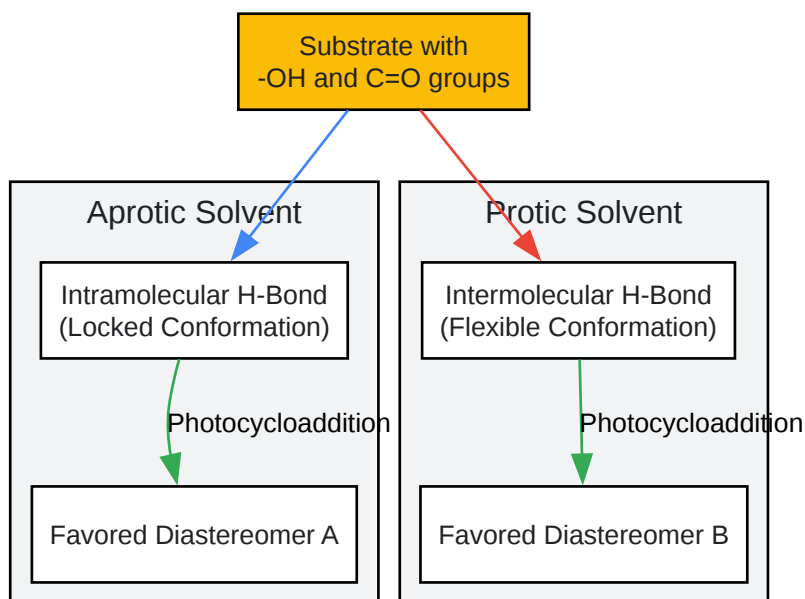 Substrate with
-OH and C=O groups
Aprotic Solvent
Protic Solvent
Intramolecular H-Bond
(Locked Conformation)
Intermolecular H-Bond
(Flexible Conformation)
Photocycloaddition
Photocycloaddition
Favored Diastereomer A
Favored Diastereomer B